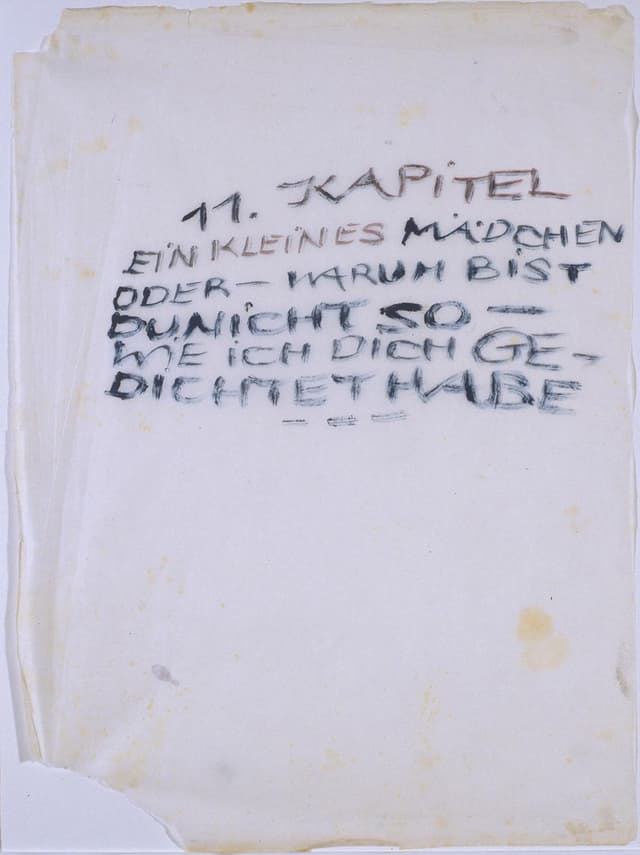 11. KAPiTEL
EiN KLEiNES MÄDCHEN
ODER – WARUM BiST
DU NiCHT SO –
WIE iCH DICH GE-
DICHTET HABE